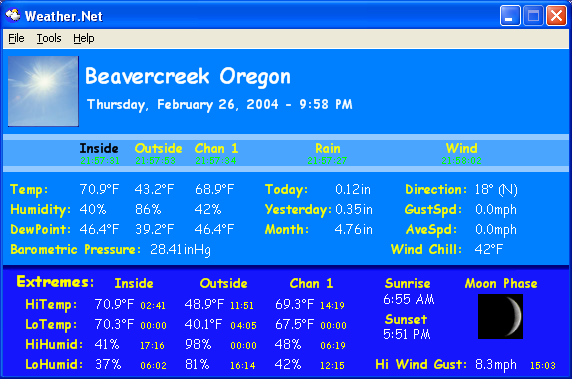 Weather.Net
File Tools Help
Beavercreek Oregon
Thursday, February 26, 2004 - 9:58 PM
Inside Outside Chan 1 Rain Wind
Temp: 70.9°F 43.2°F 68.9°F Today: 0.12in Direction: 18° (N)
Humidity: 40% 86% 42% Yesterday: 0.35in GustSpd: 0.0mph
DewPoint: 46.4°F 39.2°F 46.4°F Month: 4.76in AveSpd: 0.0mph
Barometric Pressure: 28.41inHg Wind Chill: 42°F
Extremes: Inside Outside Chan 1 Sunrise Moon Phase
HiTemp: 70.9°F 02:41 48.9°F 11:51 69.3°F 14:19 6:55 AM
LoTemp: 70.3°F 00:00 40.1°F 04:05 67.5°F 00:00 Sunset
HiHumid: 41% 17:16 98% 00:00 48% 06:19 5:51 PM
LoHumid: 37% 06:02 81% 16:14 42% 12:15 Hi Wind Gust: 8.3mph 15:03